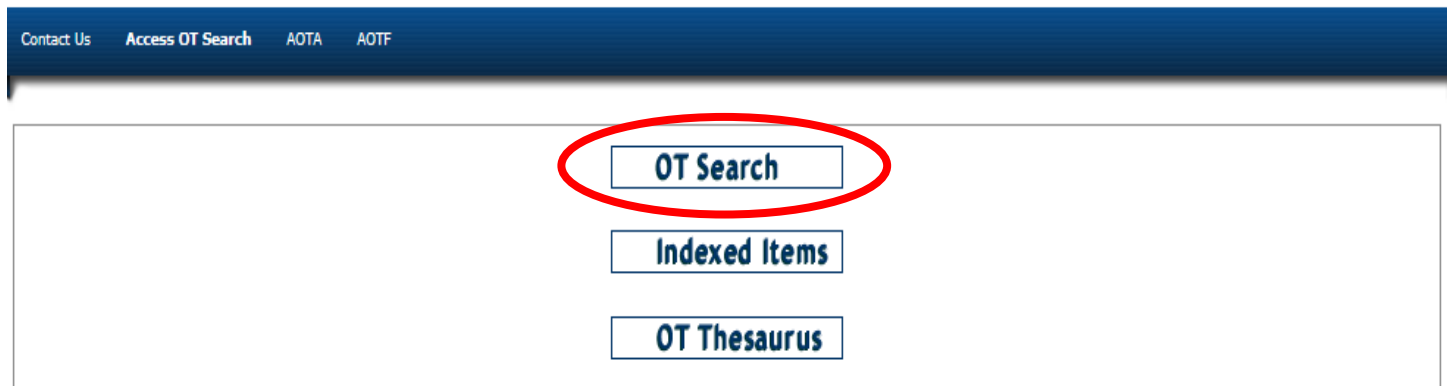 Contact Us Access OT Search AOTA AOTF
OT Search
Indexed Items
OT Thesaurus